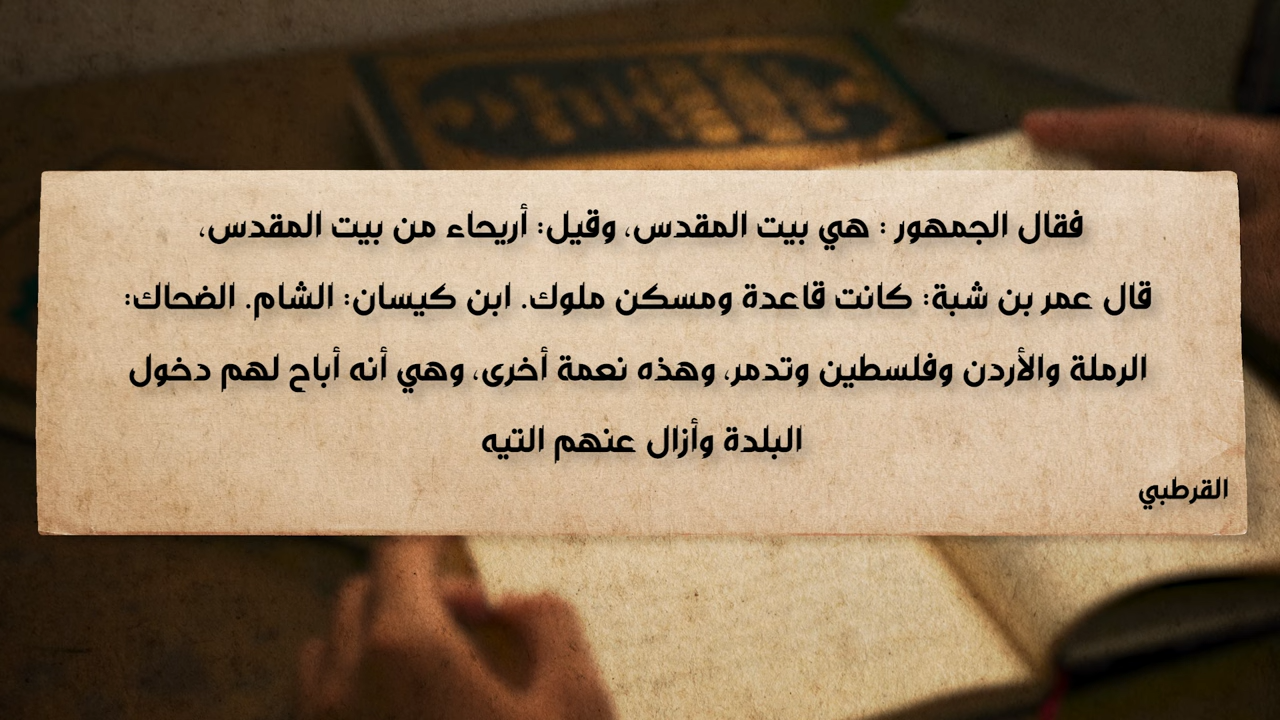 فقال الجمهور : هي بيت المقدس، وقيل: أريحاء من بيت المقدس،
قال عمر بن شبة: كانت قاعدة ومسكن ملوك. ابن كيسان: الشام. الضحاك:
الرملة والأردن وفلسطين وتدمر، وهذه نعمة أخرى، وهي أنه أباح لهم دخول
البلدة وأزال عنهم التيه
القرطبي